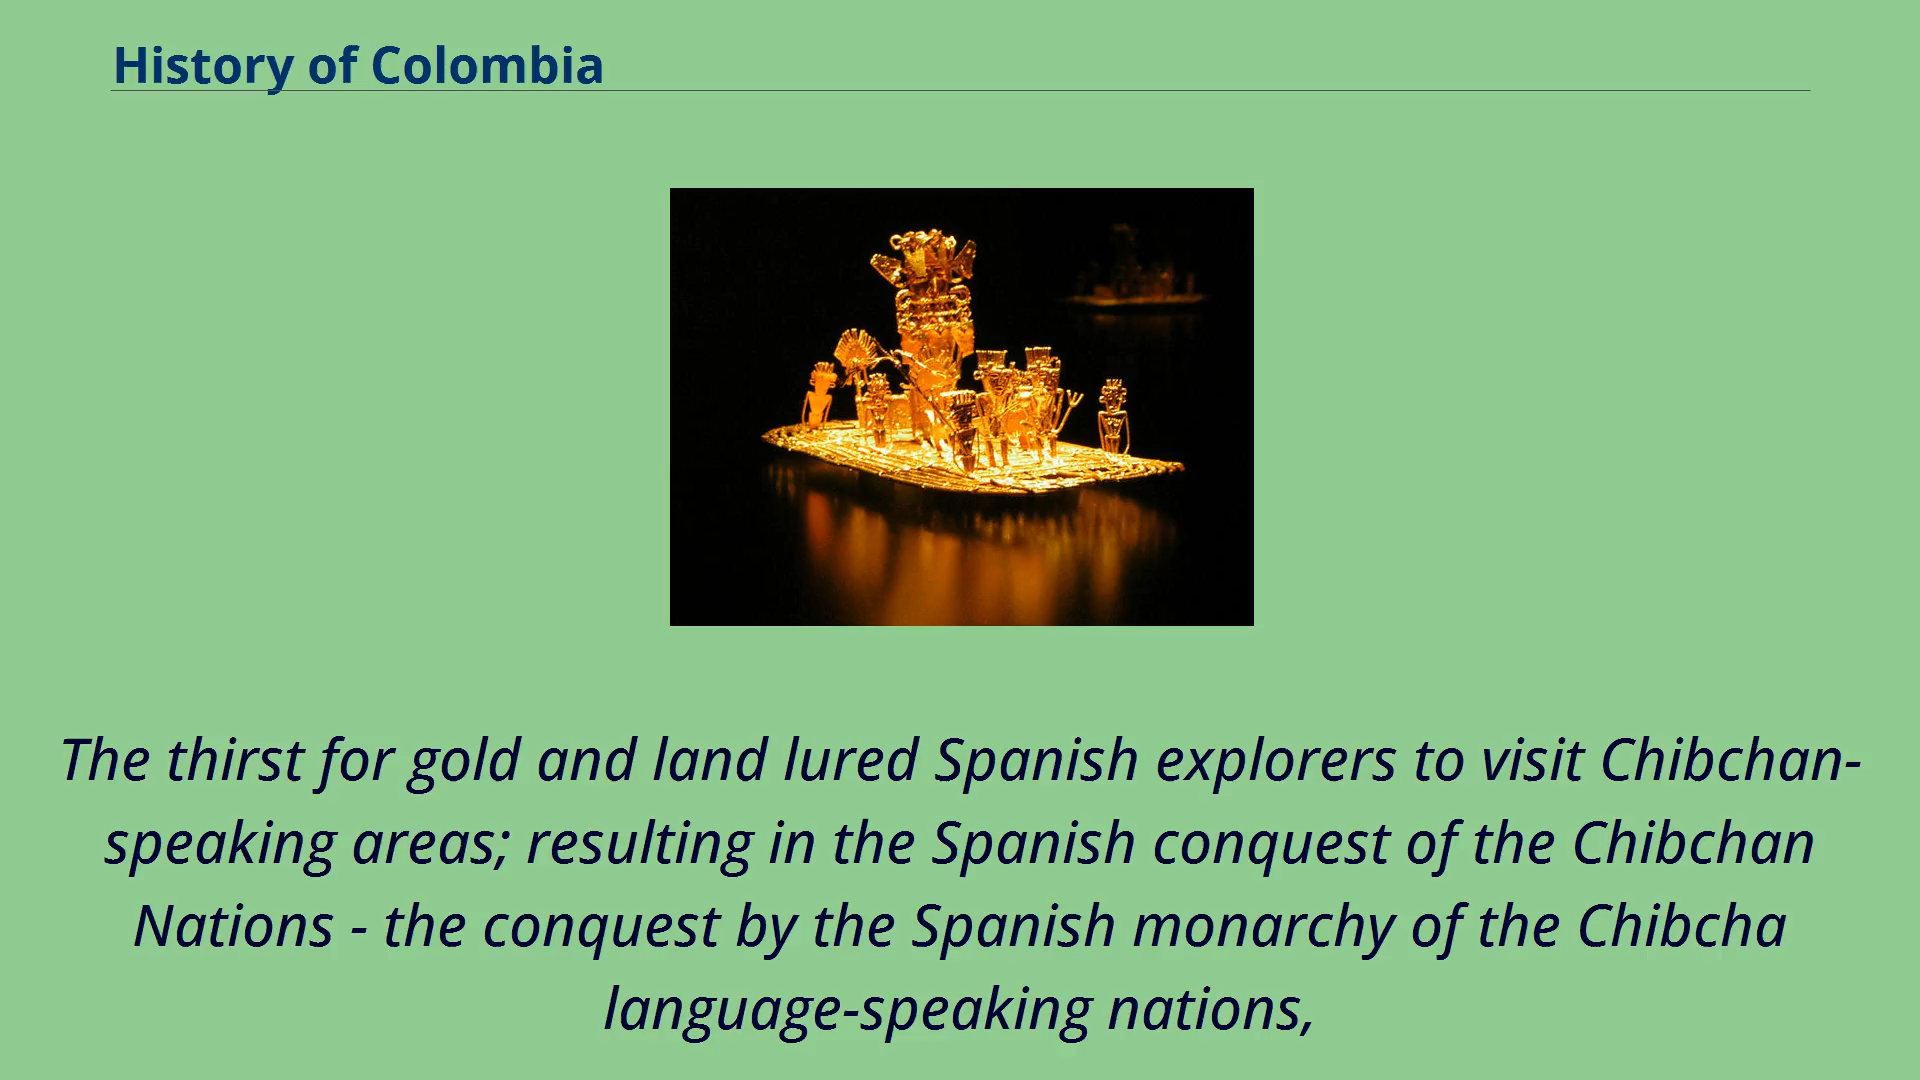 History of Colombia
The thirst for gold and land lured Spanish explorers to visit Chibchan-
speaking areas; resulting in the Spanish conquest of the Chibchan
Nations - the conquest by the Spanish monarchy of the Chibcha
language-speaking nations,